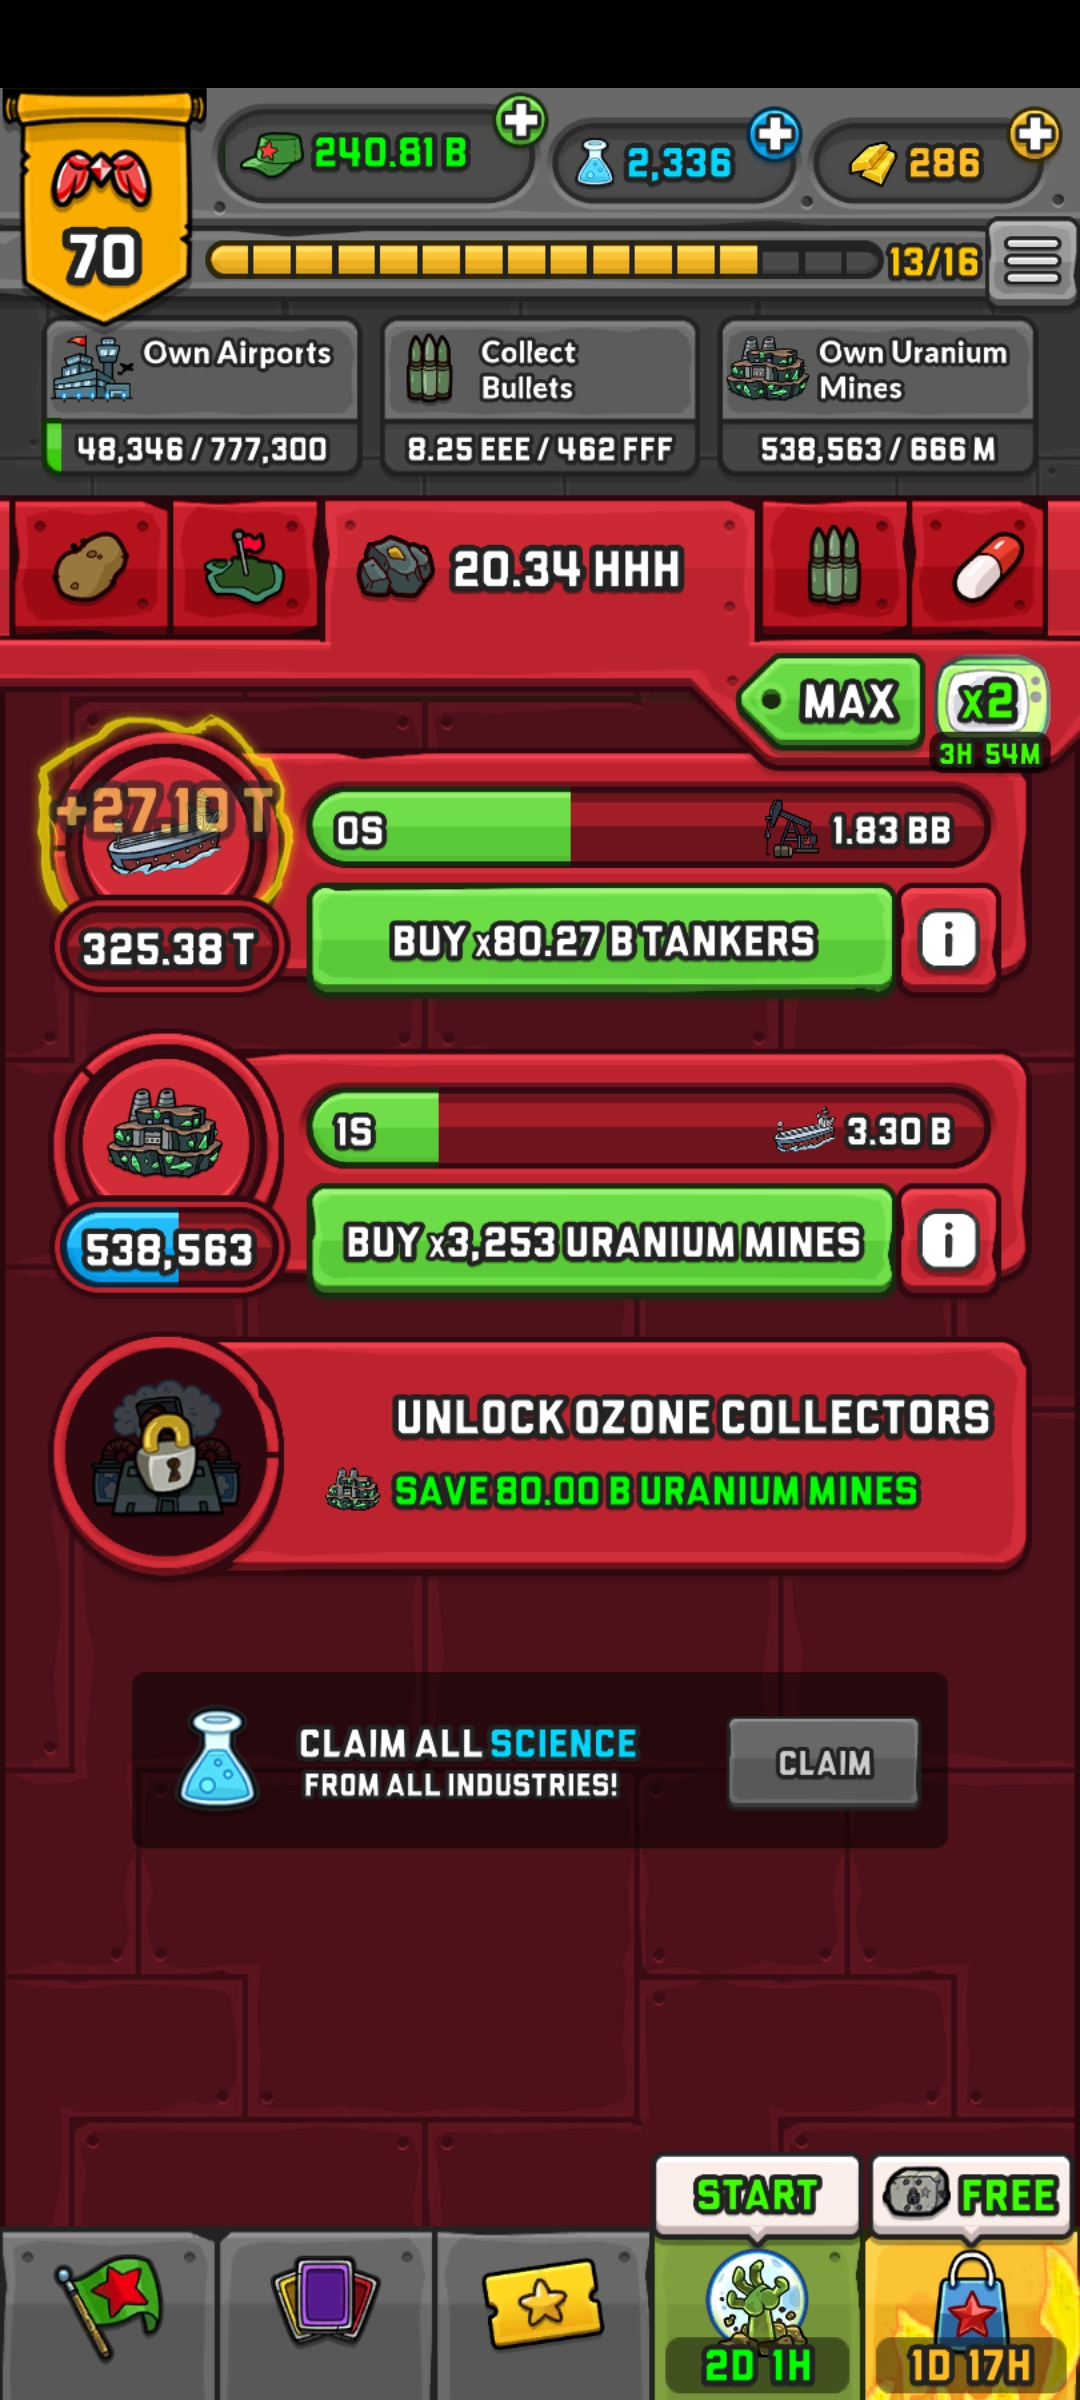 240.81 B
2,336
286
70
13/16
Own Airports
48,346 / 777,300
Collect
Bullets
8.25 EEE / 462 FFF
Own Uranium
Mines
538,563 / 666 M
20.34 HHH
MAX
x2
3H 54M
+27.10 T
0S
1.83 BB
325.38 T
BUY x80.27 B TANKERS
i
1S
3.30 B
538,563
BUY x3,253 URANIUM MINES
i
UNLOCK OZONE COLLECTORS
SAVE 80.00 B URANIUM MINES
CLAIM ALL SCIENCE
FROM ALL INDUSTRIES!
CLAIM
START
FREE
2D 1H
1D 17H